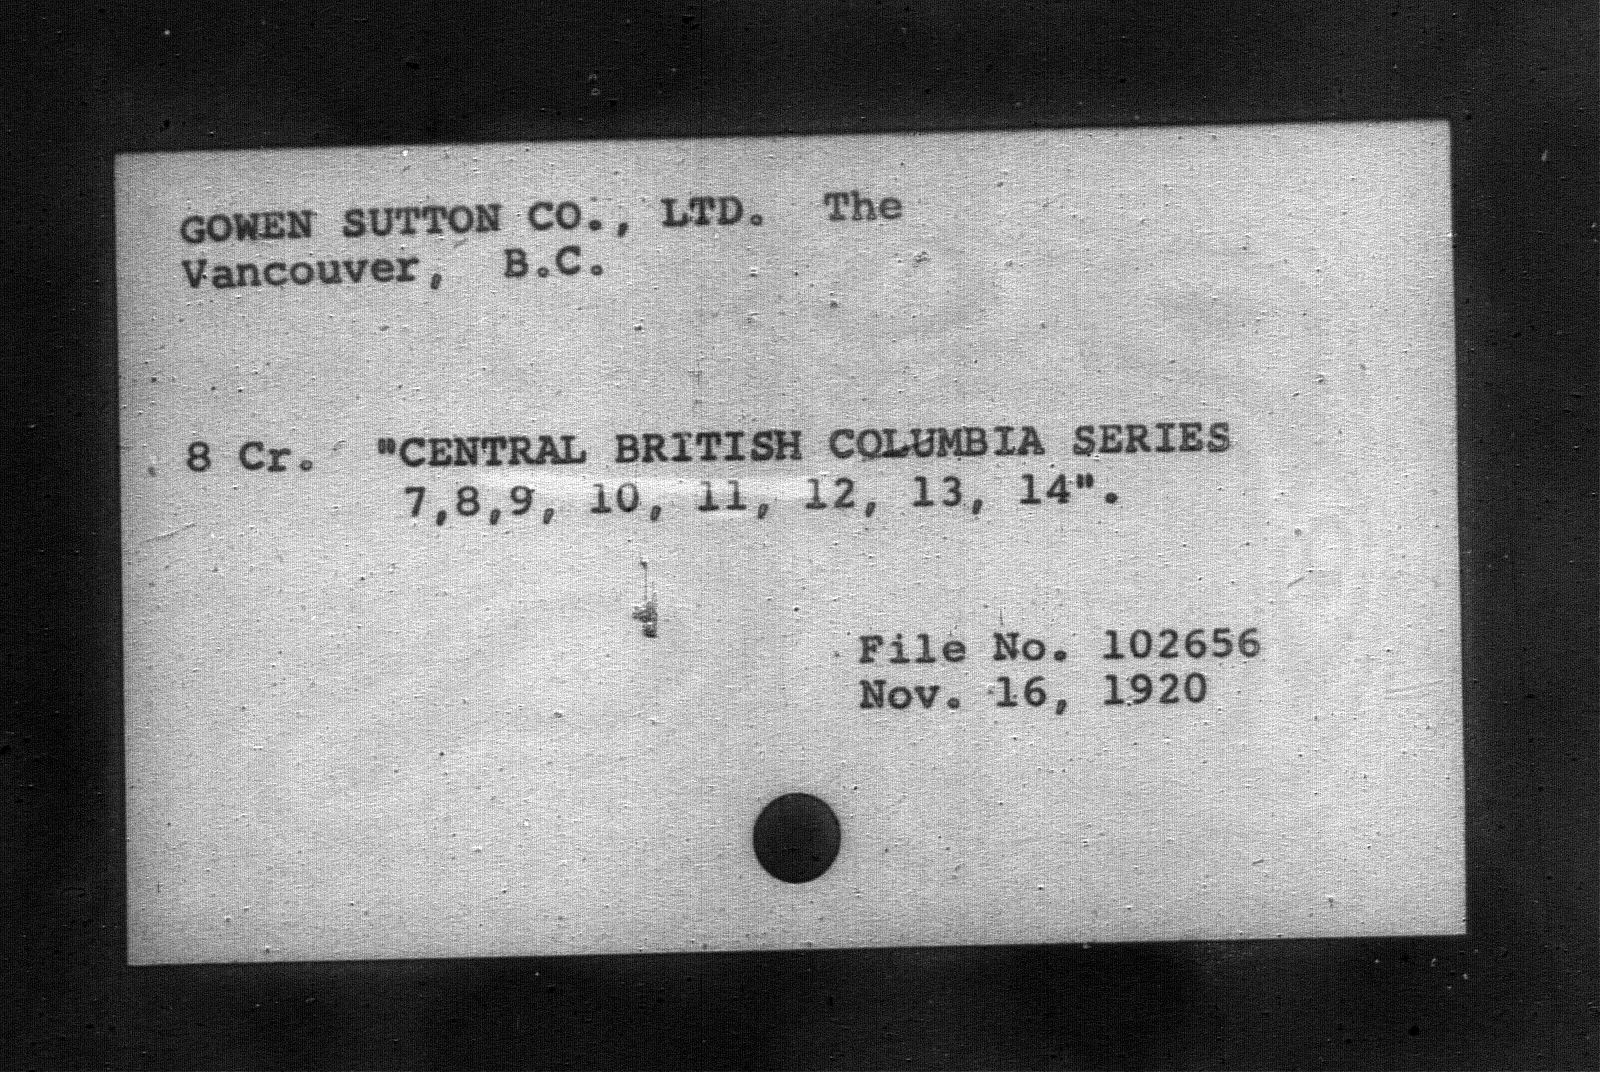 GOWEN SUTTON CO., LTD. The
Vancouver, B.C.
8 Cr. "CENTRAL BRITISH COLUMBIA SERIES
7,8,9, 10, 11, 12, 13, 14".
File No. 102656
Nov. 16, 1920